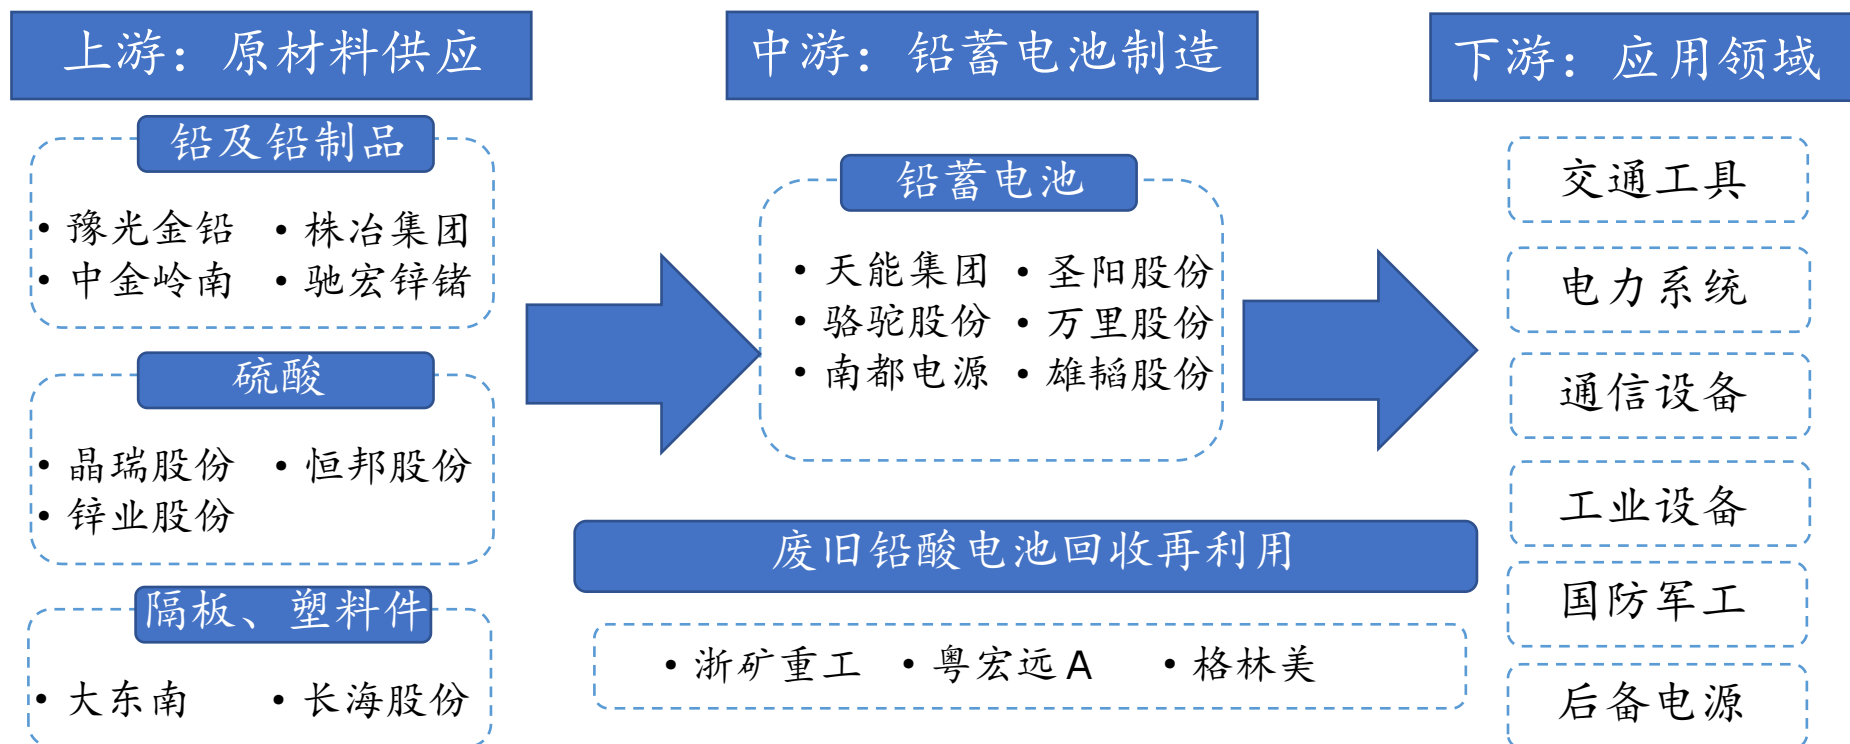 上游：原材料供应
铅及铅制品
• 豫光金铅 • 株冶集团
• 中金岭南 • 驰宏锌锗
硫酸
• 晶瑞股份 • 恒邦股份
• 锌业股份
隔板、塑料件
• 大东南 • 长海股份
中游：铅蓄电池制造
铅蓄电池
• 天能集团 • 圣阳股份
• 骆驼股份 • 万里股份
• 南都电源 • 雄韬股份
废旧铅酸电池回收再利用
• 浙矿重工 • 粤宏远A • 格林美
下游：应用领域
交通工具
电力系统
通信设备
工业设备
国防军工
后备电源